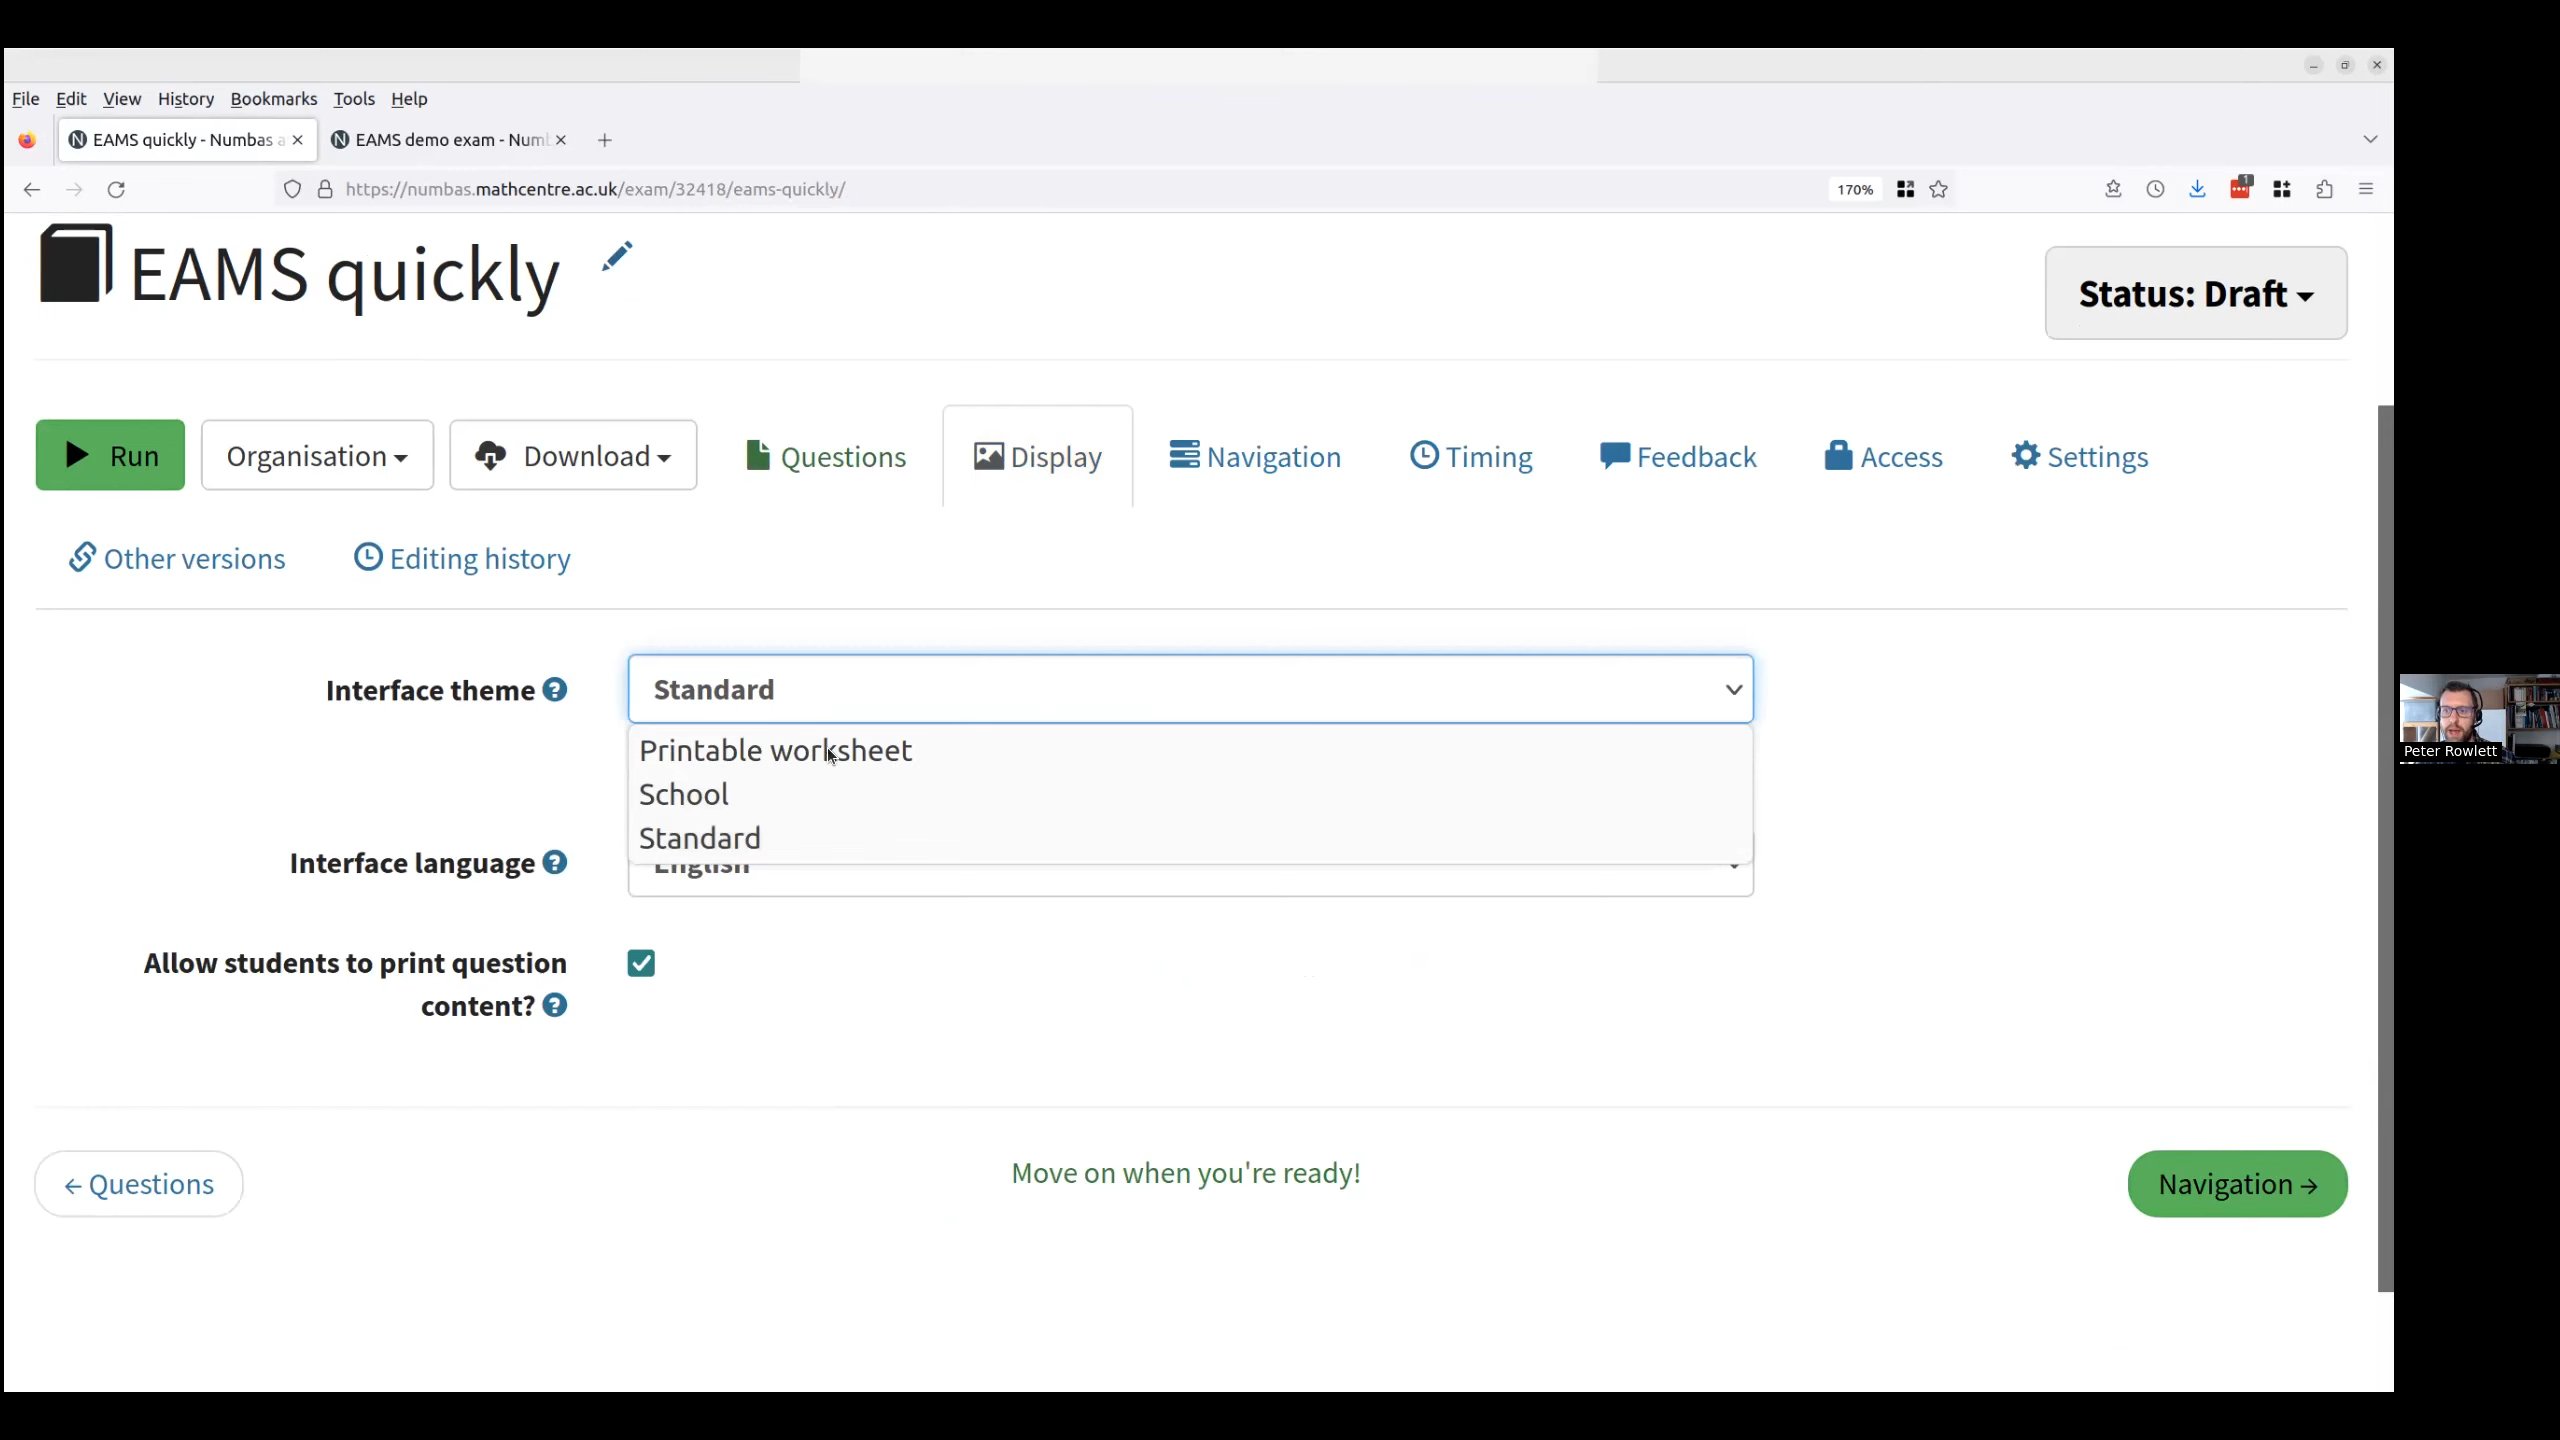 File Edit View History Bookmarks Tools Help
EAMS quickly - Numbas a
EAMS demo exam - Numb
https://numbas.mathcentre.ac.uk/exam/32418/eams-quickly/
170%
1
EAMS quickly
Status: Draft
Run
Organisation
Download
Questions
Display
Navigation
Timing
Feedback
Access
Settings
Other versions
Editing history
Interface theme
Standard
Printable worksheet
School
Standard
Interface language
English
Allow students to print question
content?
← Questions
Move on when you're ready!
Navigation →
Peter Rowlett